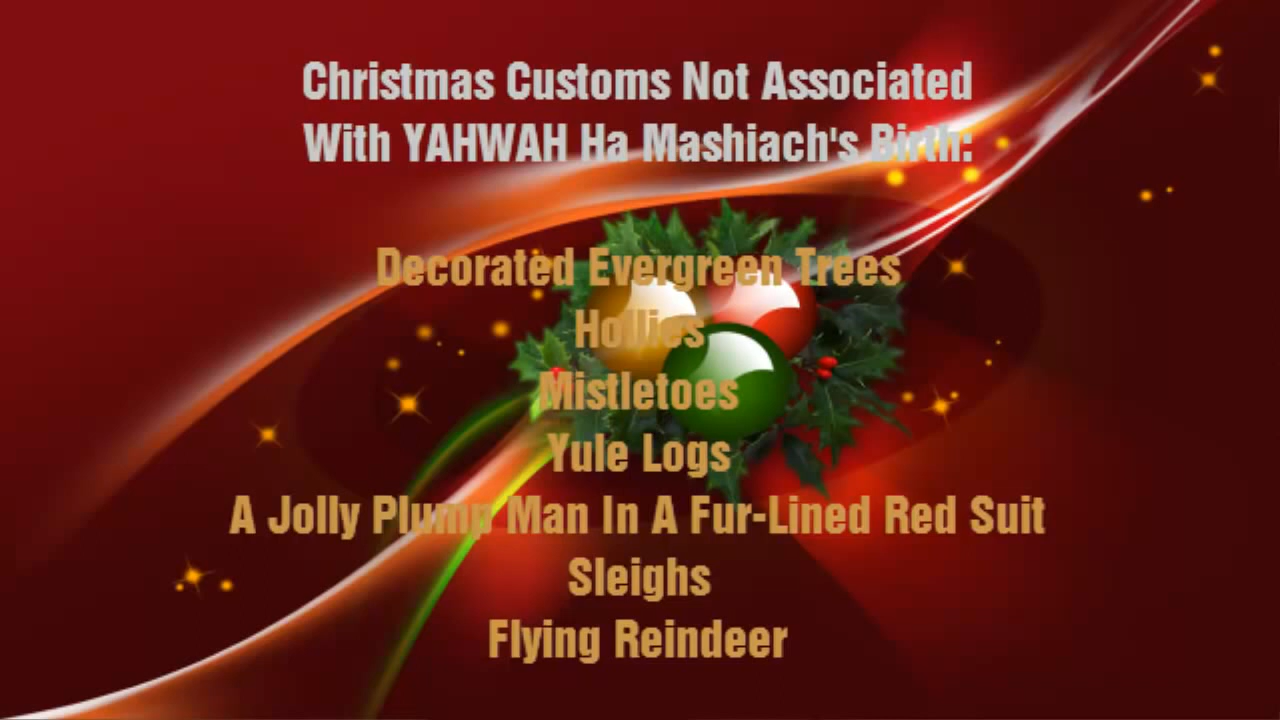 Christmas Customs Not Associated
With YAHWAH Ha Mashiach's Birth:
Decorated Evergreen Trees
Hollies
Mistletoes
Yule Logs
A Jolly Plump Man In A Fur-Lined Red Suit
Sleighs
Flying Reindeer